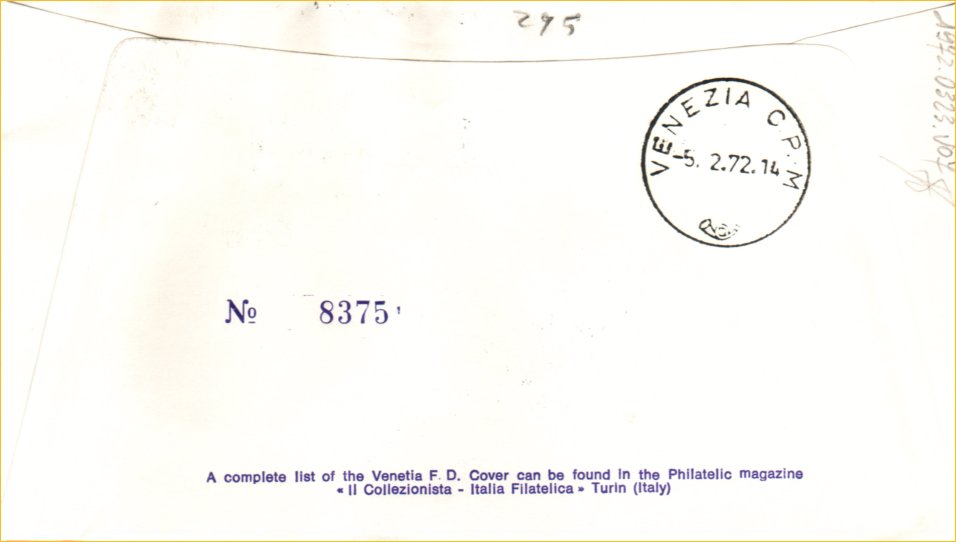 295
VENEZIA C.P.M
-5. 2.72.14
№ 8375
A complete list of the Venetia F. D. Cover can be found in the Philatelic magazine
« Il Collezionista - Italia Filatelica » Turin (Italy)